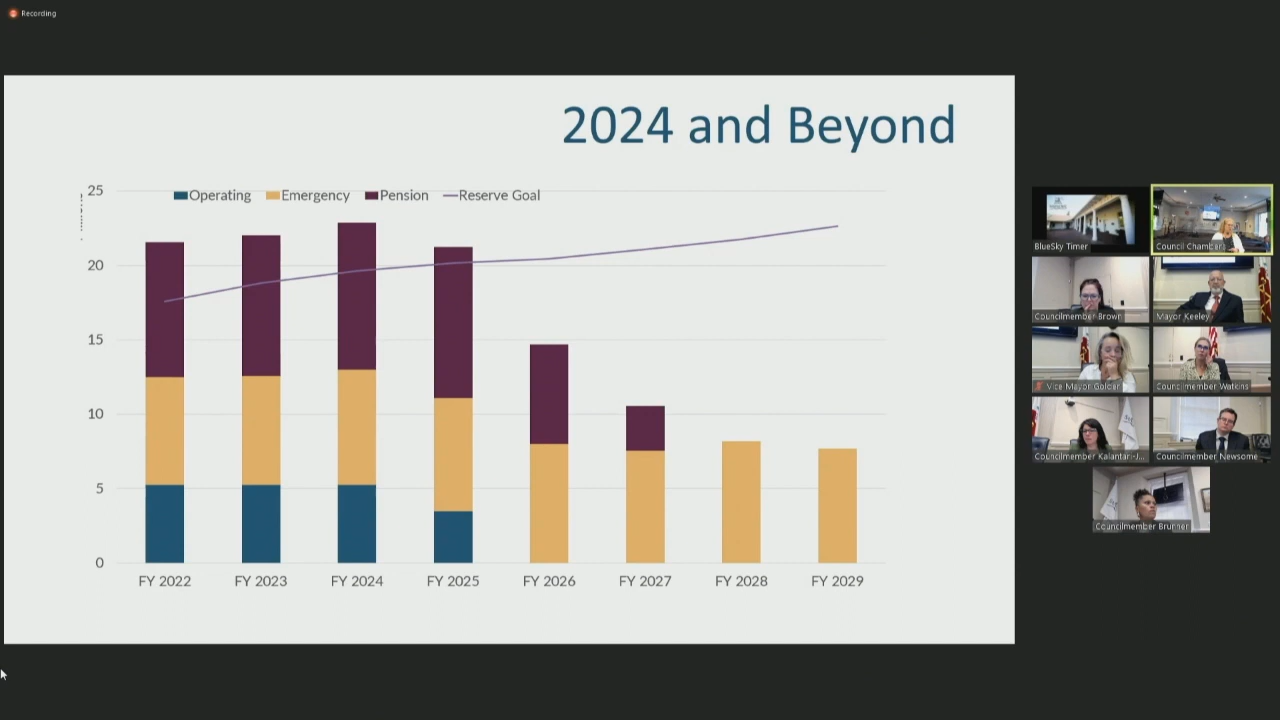 Recording
2024 and Beyond
25
Operating Emergency Pension Reserve Goal
20
15
10
5
0
FY 2022 FY 2023 FY 2024 FY 2025 FY 2026 FY 2027 FY 2028 FY 2029
BlueSky Timer
Council Chambers
Councilmember Brown
Mayor Keeley
Vice Mayor Golder
Councilmember Watkins
Councilmember Kalantari-J...
Councilmember Newsome
Councilmember Brunner